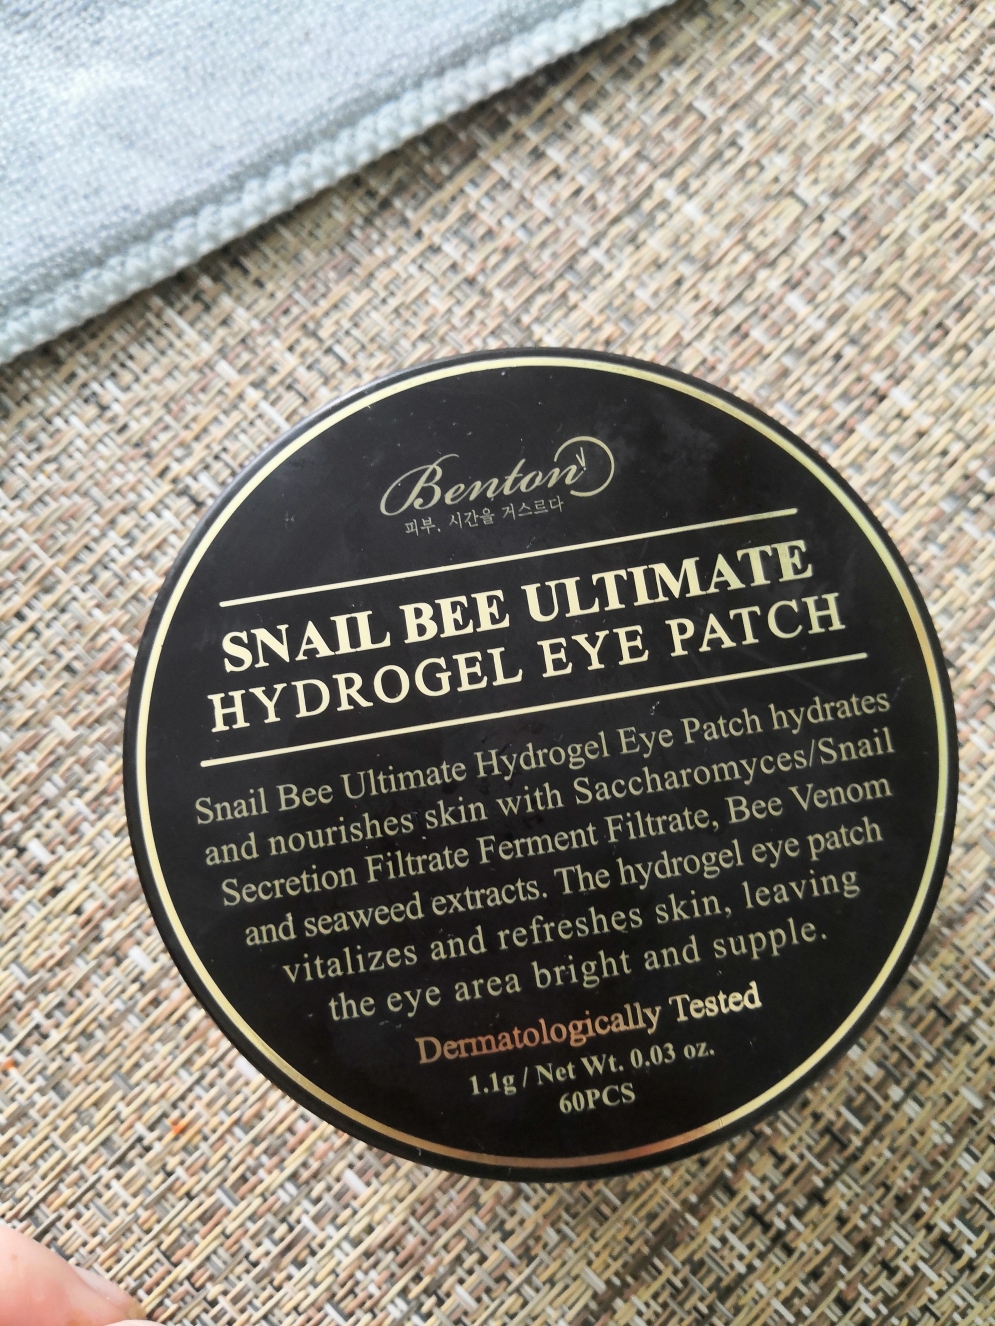 Benton
피부, 시간을 거스르다
SNAIL BEE ULTIMATE
HYDROGEL EYE PATCH
Snail Bee Ultimate Hydrogel Eye Patch hydrates
and nourishes skin with Saccharomyces/Snail
Secretion Filtrate Ferment Filtrate, Bee Venom
and seaweed extracts. The hydrogel eye patch
vitalizes and refreshes skin, leaving
the eye area bright and supple.
Dermatologically Tested
1.1g / Net Wt. 0.03 oz.
60PCS